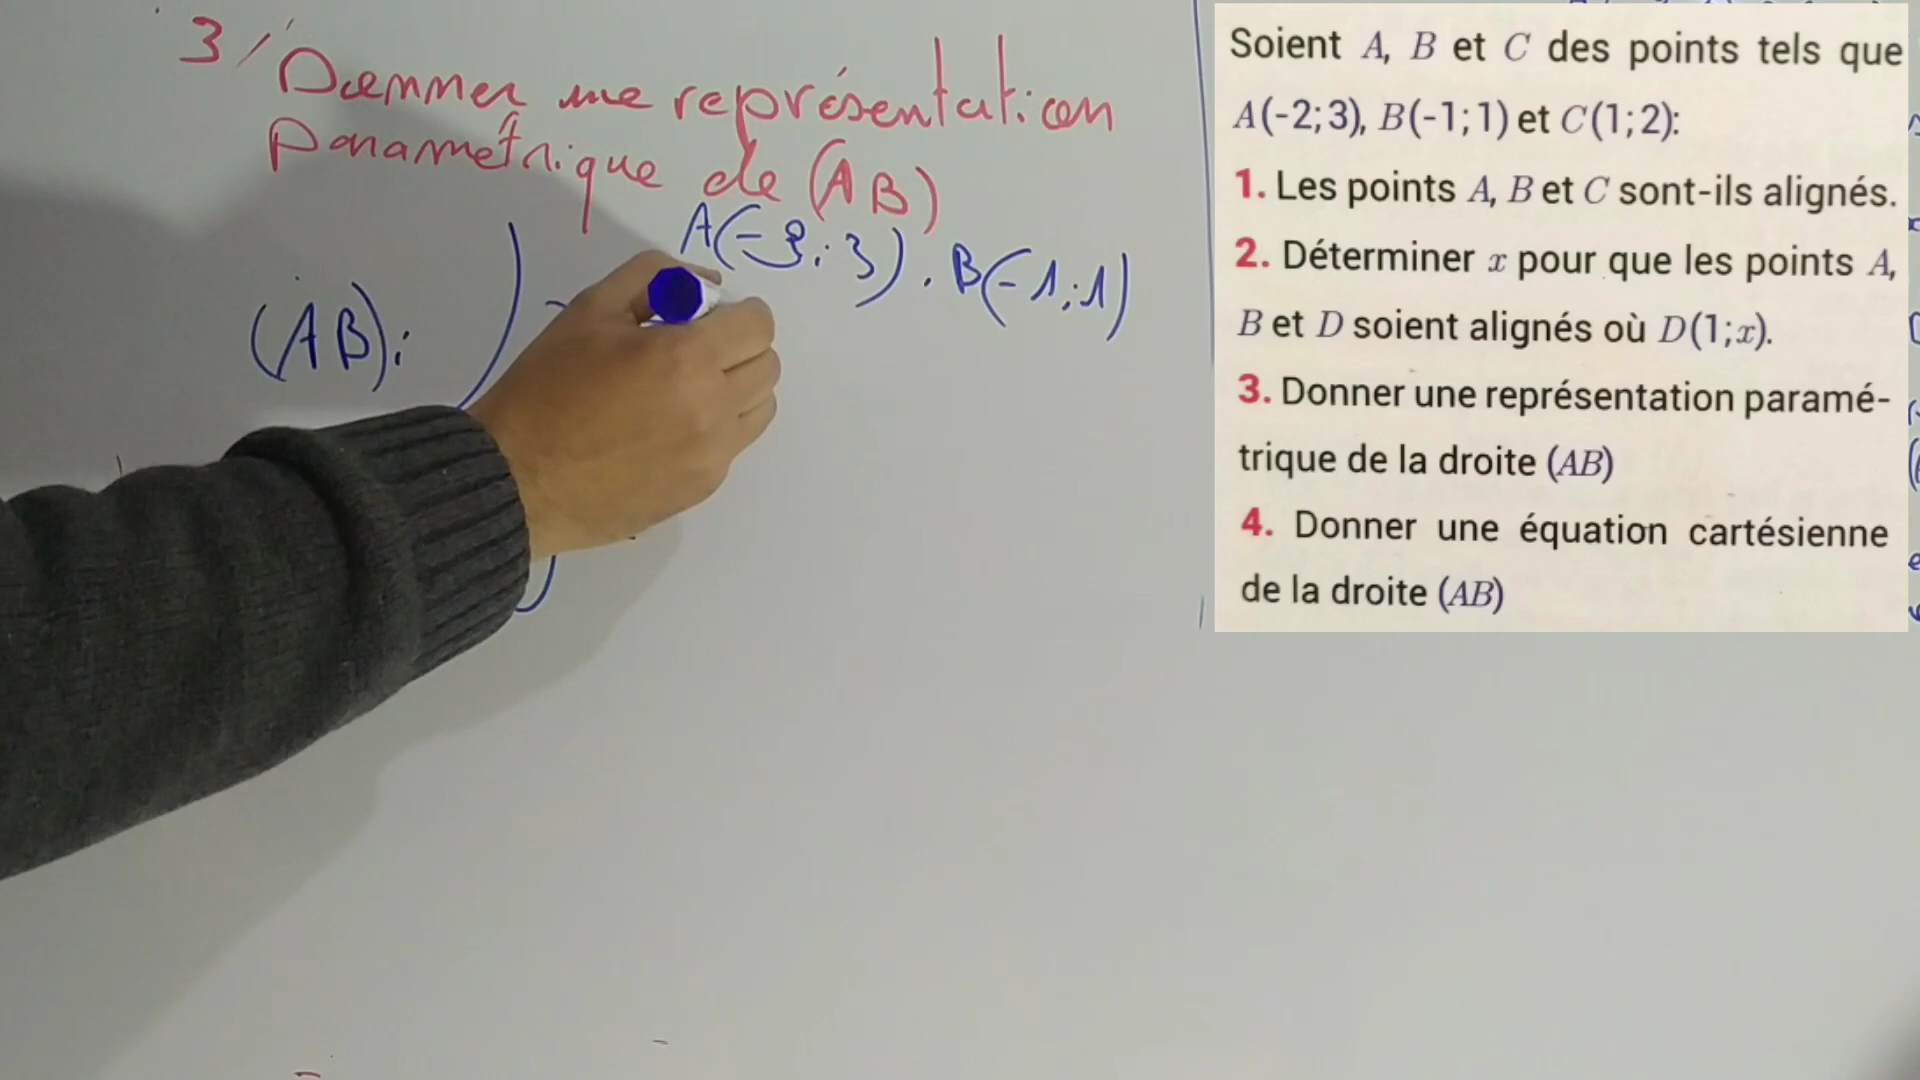 3/ Donner une représentation
paramétrique de (AB)
A(-2;3). B(-1;1)
(AB):
Soient A, B et C des points tels que
A(-2;3), B(-1;1) et C(1;2):
1. Les points A, B et C sont-ils alignés.
2. Déterminer x pour que les points A,
B et D soient alignés où D(1;x).
3. Donner une représentation paramé-
trique de la droite (AB)
4. Donner une équation cartésienne
de la droite (AB)